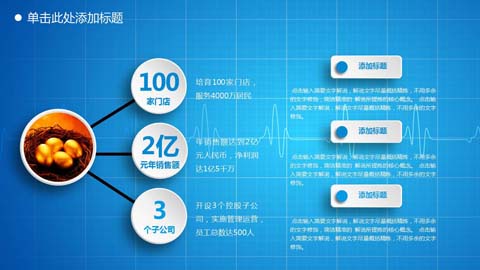 单击此处添加标题
100
家门店
培育100家门店，
服务4000万居民
2亿
元年销售额
年销售额达到2亿
元人民币，净利润
达1亿5千万
3
个子公司
开设3个控股子公
司，实施管理运营，
员工总数达500人
添加标题
点击输入简要文字解说，解说文字尽量概括精炼，不用多余
的文字修饰，简洁精准的 解说所提炼的核心概念。 点击输
入简要文字解说，解说文字尽量概括精炼，不用多余的文字
修饰。
添加标题
点击输入简要文字解说，解说文字尽量概括精炼，不用多余
的文字修饰，简洁精准的 解说所提炼的核心概念。 点击输
入简要文字解说，解说文字尽量概括精炼，不用多余的文字
修饰。
添加标题
点击输入简要文字解说，解说文字尽量概括精炼，不用多余
的文字修饰，简洁精准的 解说所提炼的核心概念。 点击输
入简要文字解说，解说文字尽量概括精炼，不用多余的文字
修饰。